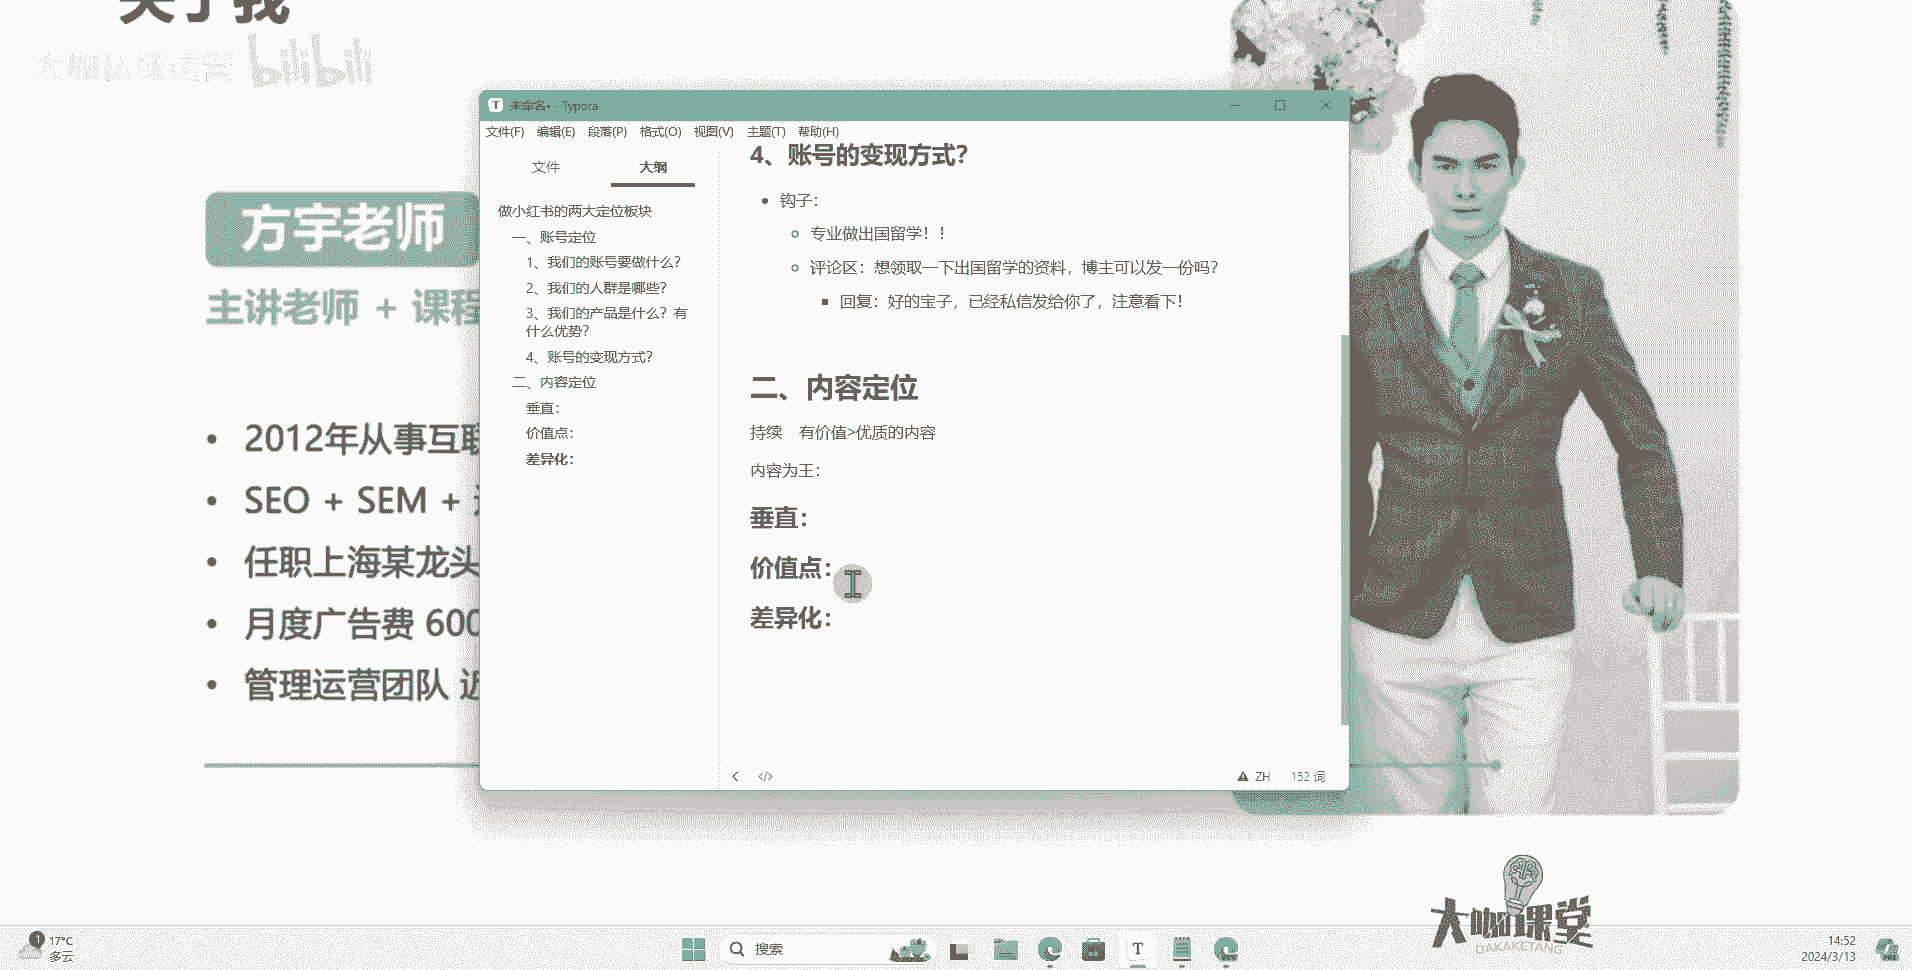 关于我
大咖私域运营 bilibili
方宇老师
主讲老师 + 课程
2012年从事互联
SEO + SEM +
任职上海某龙头
月度广告费 600
管理运营团队 近
T 未命名• - Typora
文件(F) 编辑(E) 段落(P) 格式(O) 视图(V) 主题(T) 帮助(H)
文件 大纲
做小红书的两大定位板块
一、账号定位
1、我们的账号要做什么？
2、我们的人群是哪些？
3、我们的产品是什么？有
什么优势？
4、账号的变现方式？
二、内容定位
垂直：
价值点：
差异化：
4、账号的变现方式？
钩子：
专业做出国留学！！
评论区：想领取一下出国留学的资料，博主可以发一份吗？
回复：好的宝子，已经私信发给你了，注意看下！
二、内容定位
持续 有价值>优质的内容
内容为王：
垂直：
价值点：
差异化：
ZH 152 词
大咖课堂
DAKAKETANG
1
17°C
多云
搜索
T
DEV
14:52
2024/3/13
PRE